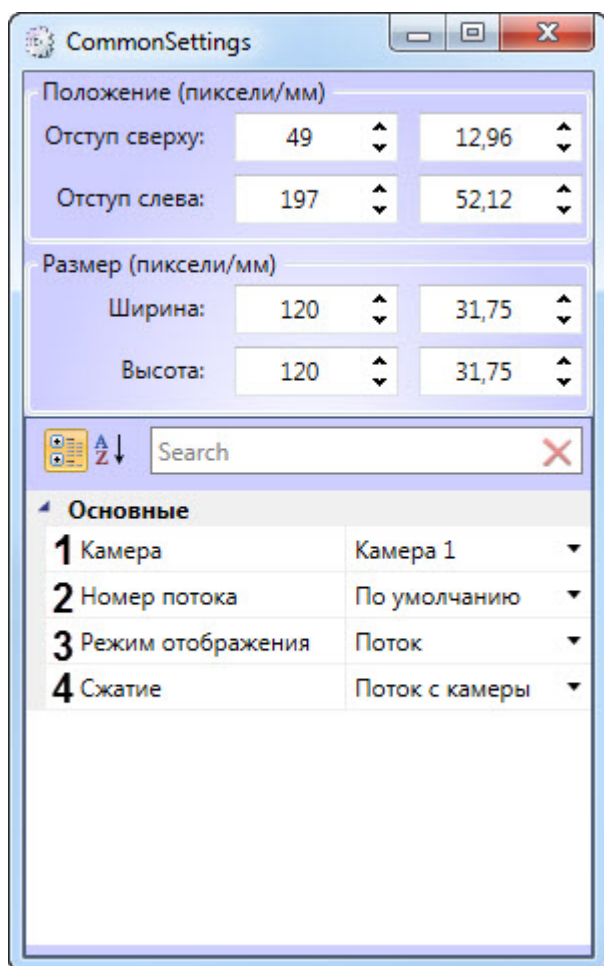 CommonSettings
Положение (пиксели/мм)
Отступ сверху: 49 12,96
Отступ слева: 197 52,12
Размер (пиксели/мм)
Ширина: 120 31,75
Высота: 120 31,75
A Z Search
Основные
1 Камера Камера 1
2 Номер потока По умолчанию
3 Режим отображения Поток
4 Сжатие Поток с камеры